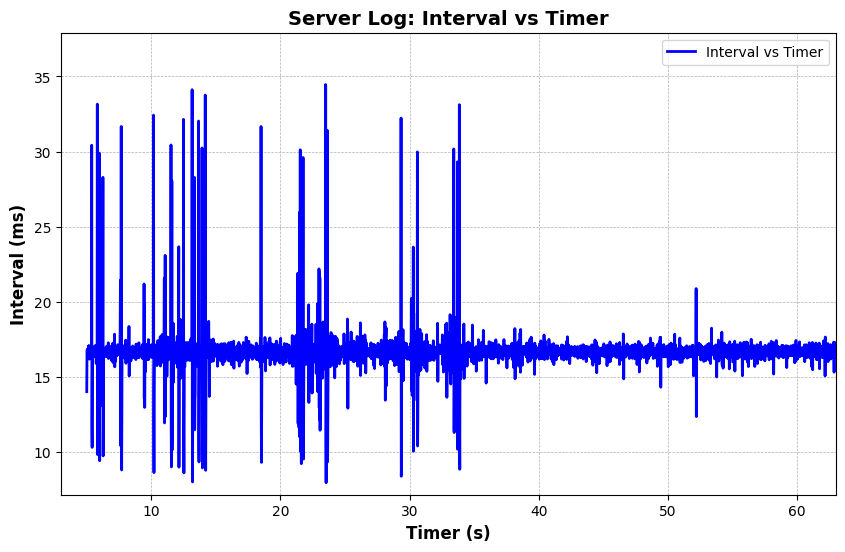 Server Log: Interval vs Timer
Interval vs Timer
35
30
25
20
15
10
Interval (ms)
10 20 30 40 50 60
Timer (s)